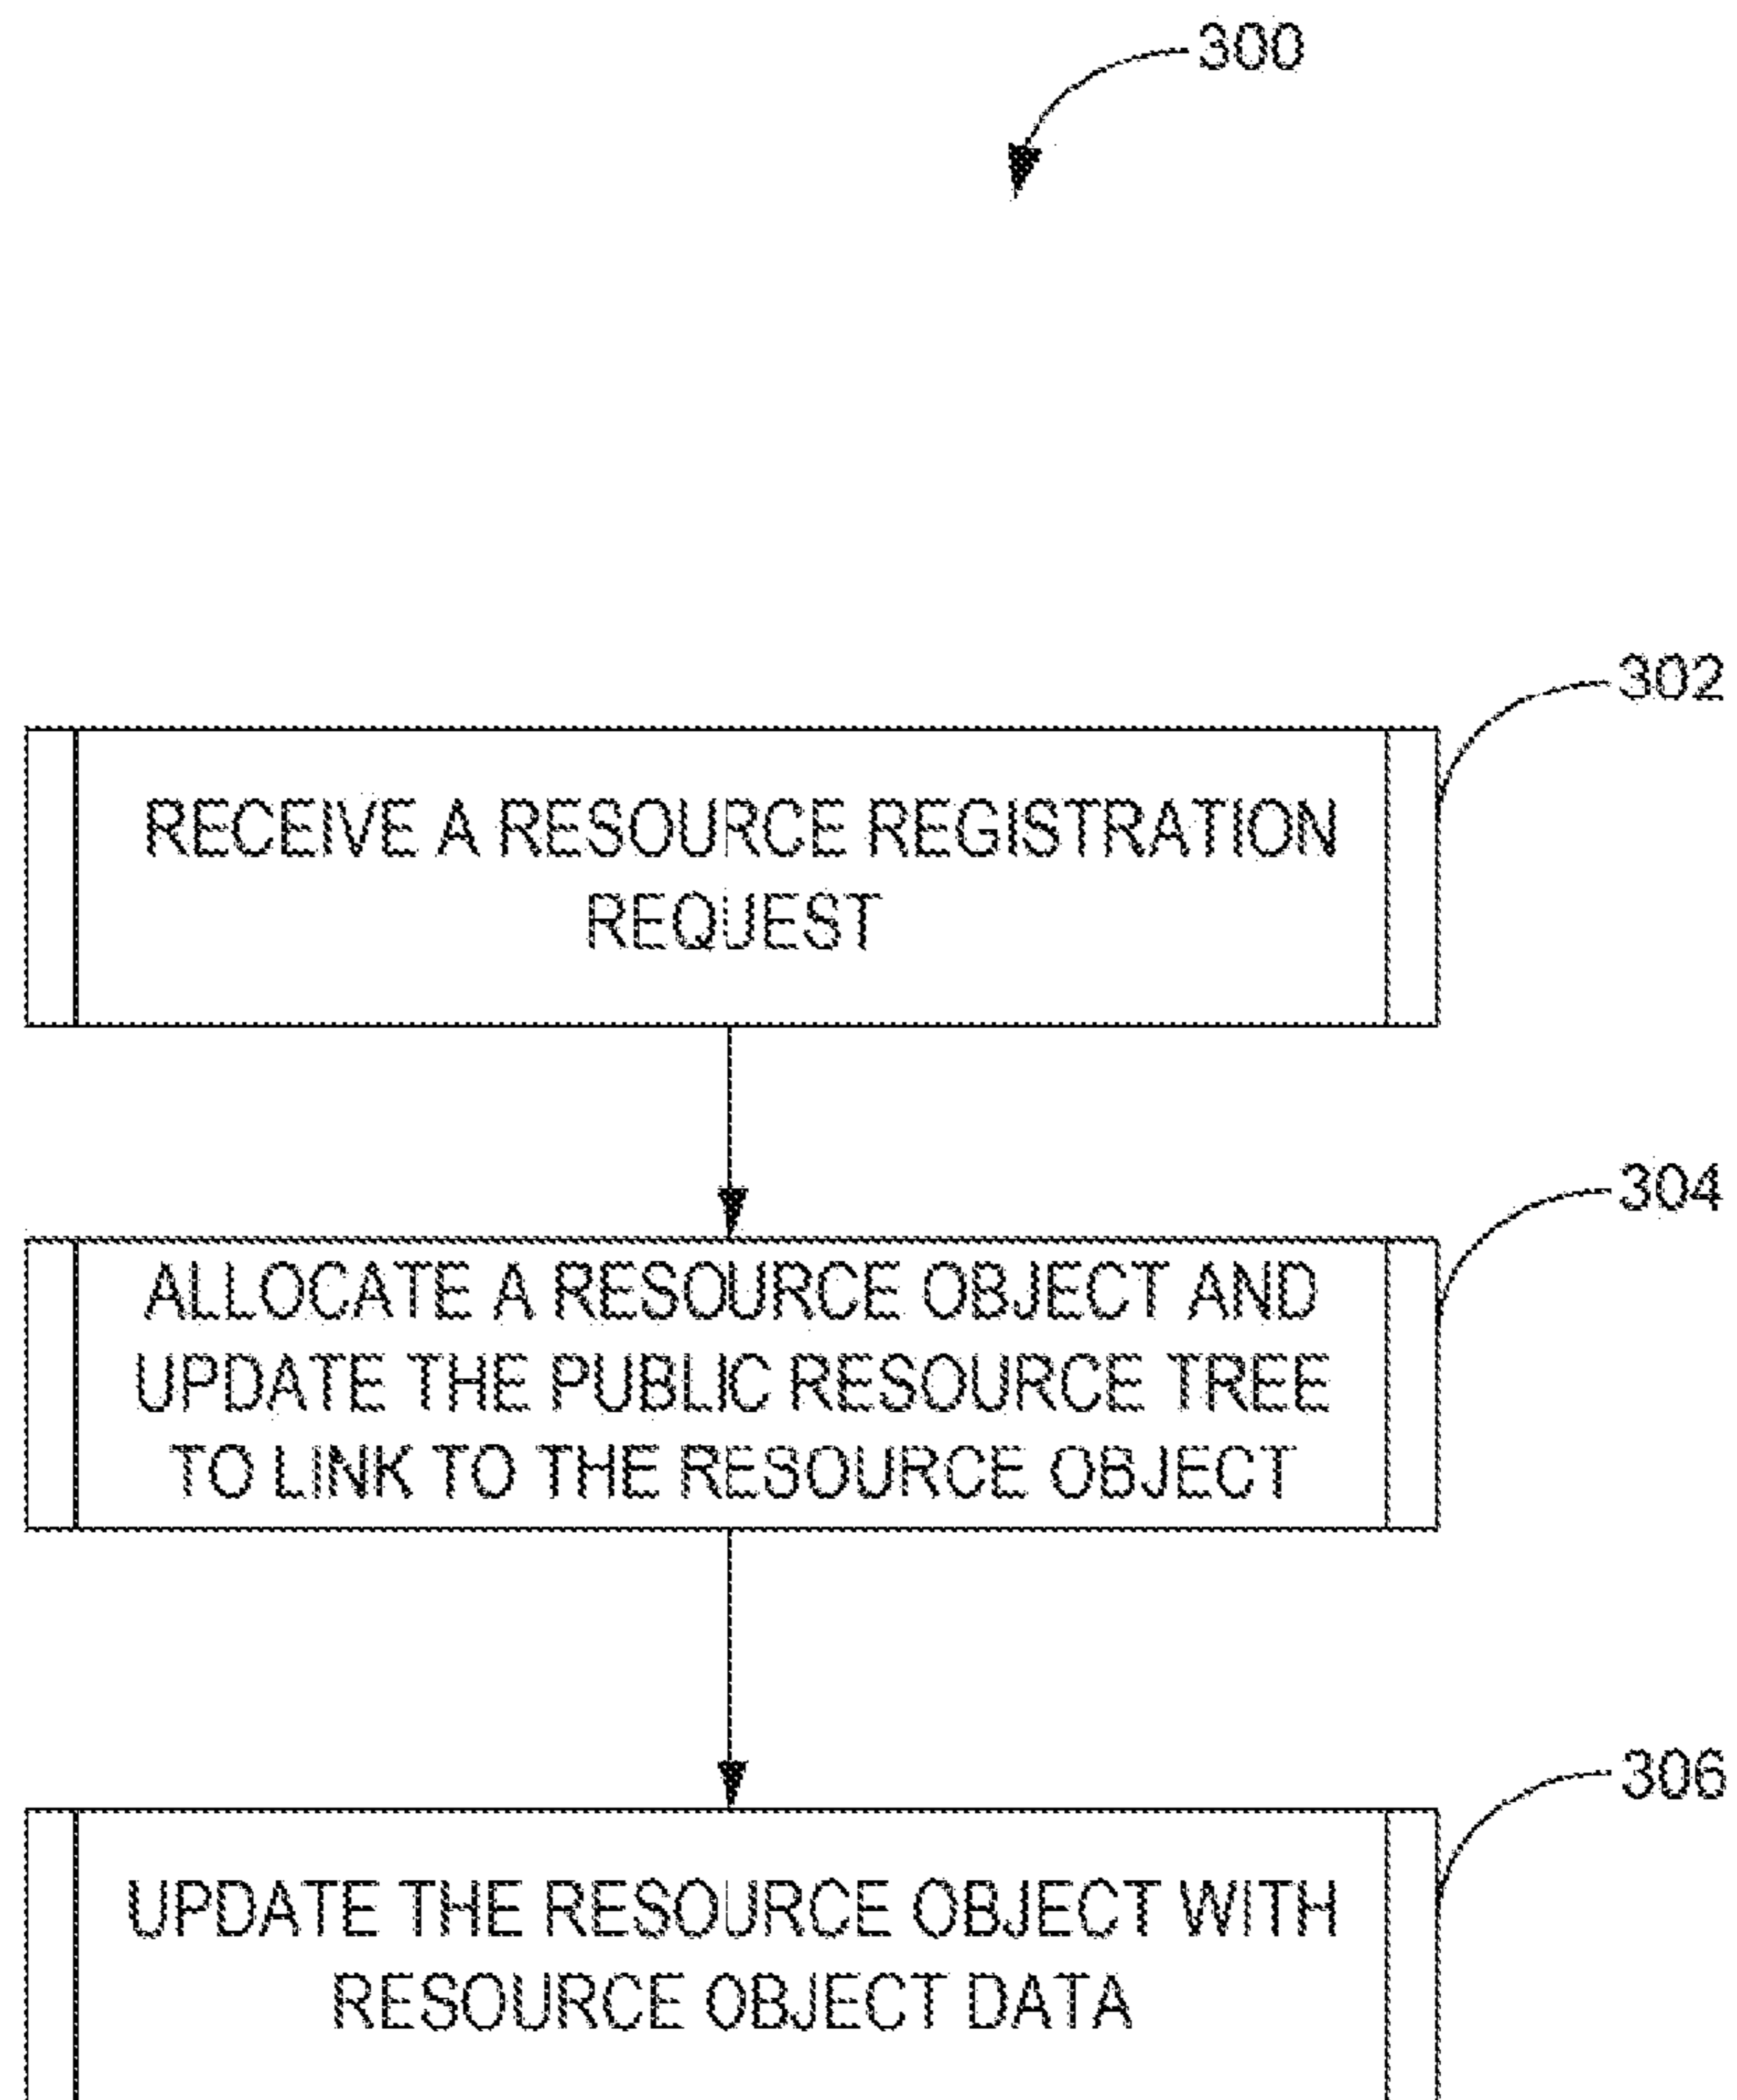 300
302
RECEIVE A RESOURCE REGISTRATION
REQUEST
304
ALLOCATE A RESOURCE OBJECT AND
UPDATE THE PUBLIC RESOURCE TREE
TO LINK TO THE RESOURCE OBJECT
306
UPDATE THE RESOURCE OBJECT WITH
RESOURCE OBJECT DATA